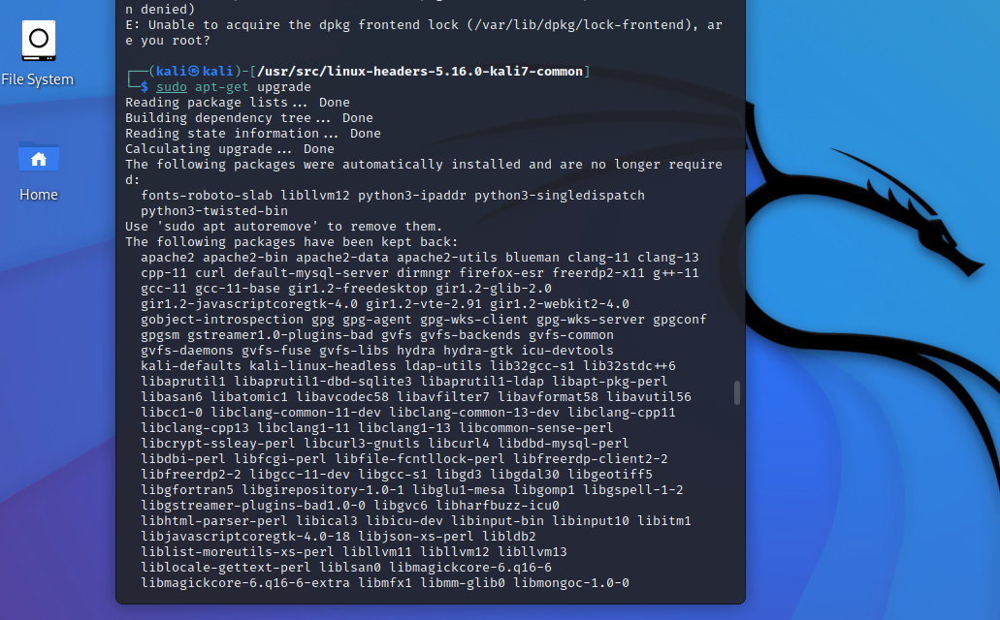 File System
Home
n denied)
E: Unable to acquire the dpkg frontend lock (/var/lib/dpkg/lock-frontend), ar
e you root?
┌──(kali㉿kali)-[/usr/src/linux-headers-5.16.0-kali7-common]
└─$ sudo apt-get upgrade
Reading package lists... Done
Building dependency tree... Done
Reading state information... Done
Calculating upgrade... Done
The following packages were automatically installed and are no longer require
d:
fonts-roboto-slab libllvm12 python3-ipaddr python3-singledispatch
python3-twisted-bin
Use 'sudo apt autoremove' to remove them.
The following packages have been kept back:
apache2 apache2-bin apache2-data apache2-utils blueman clang-11 clang-13
cpp-11 curl default-mysql-server dirmngr firefox-esr freerdp2-x11 g++-11
gcc-11 gcc-11-base gir1.2-freedesktop gir1.2-glib-2.0
gir1.2-javascriptcoregtk-4.0 gir1.2-vte-2.91 gir1.2-webkit2-4.0
gobject-introspection gpg gpg-agent gpg-wks-client gpg-wks-server gpgconf
gpgsm gstreamer1.0-plugins-bad gvfs gvfs-backends gvfs-common
gvfs-daemons gvfs-fuse gvfs-libs hydra hydra-gtk icu-devtools
kali-defaults kali-linux-headless ldap-utils lib32gcc-s1 lib32stdc++6
libaprutil1 libaprutil1-dbd-sqlite3 libaprutil1-ldap libapt-pkg-perl
libasan6 libatomic1 libavcodec58 libavfilter7 libavformat58 libavutil56
libcc1-0 libclang-common-11-dev libclang-common-13-dev libclang-cpp11
libclang-cpp13 libclang1-11 libclang1-13 libcommon-sense-perl
libcrypt-ssleay-perl libcurl3-gnutls libcurl4 libdbd-mysql-perl
libdbi-perl libfcgi-perl libfile-fcntllock-perl libfreerdp-client2-2
libfreerdp2-2 libgcc-11-dev libgcc-s1 libgd3 libgdal30 libgeotiff5
libgfortran5 libgirepository-1.0-1 libglu1-mesa libgomp1 libgspell-1-2
libgstreamer-plugins-bad1.0-0 libgvc6 libharfbuzz-icu0
libhtml-parser-perl libical3 libicu-dev libinput-bin libinput10 libitm1
libjavascriptcoregtk-4.0-18 libjson-xs-perl libldb2
liblist-moreutils-xs-perl libllvm11 libllvm12 libllvm13
liblocale-gettext-perl liblsan0 libmagickcore-6.q16-6
libmagickcore-6.q16-6-extra libmfx1 libmm-glib0 libmongoc-1.0-0